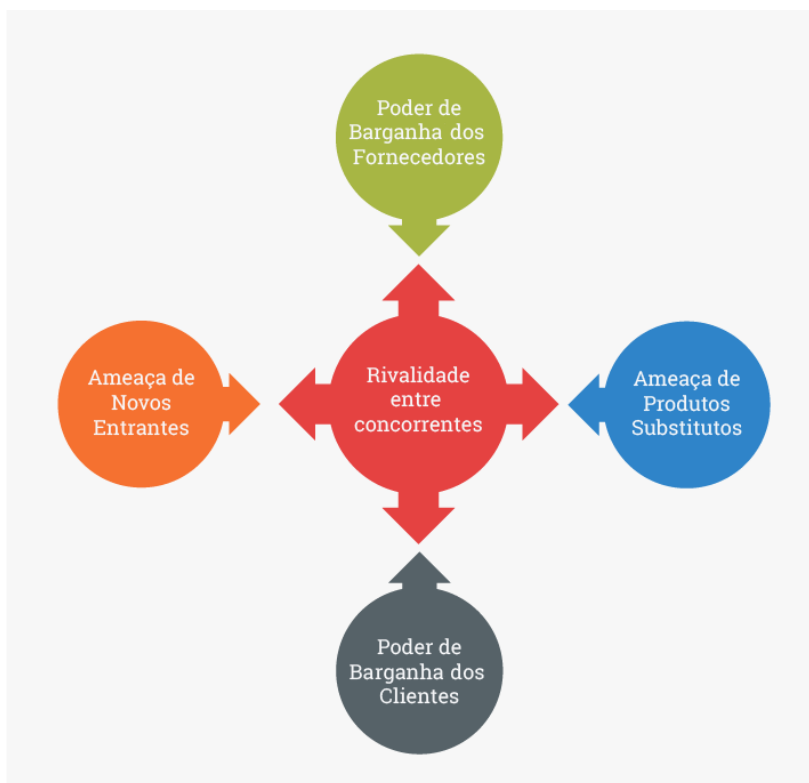 Poder de
Barganha dos
Fornecedores
Ameaça de
Novos
Entrantes
Rivalidade
entre
concorrentes
Ameaça de
Produtos
Substitutos
Poder de
Barganha dos
Clientes